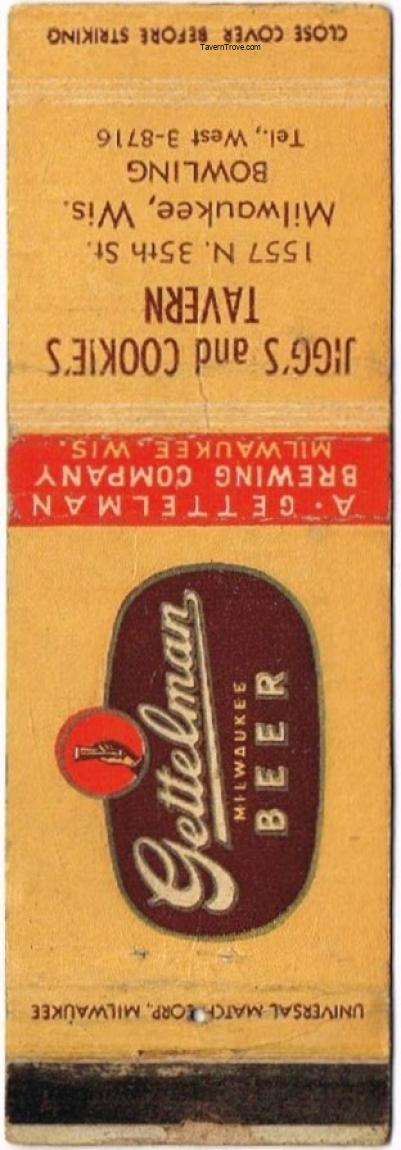 CLOSE COVER BEFORE STRIKING
TavernTrove.com
JIGG'S and COOKIE'S
TAVERN
1557 N. 35th St.
Milwaukee, Wis.
BOWLING
Tel., West 3-8716
A·GETTELMAN
BREWING COMPANY
MILWAUKEE, WIS.
Gettelman
MILWAUKEE
BEER
UNIVERSAL MATCH CORP., MILWAUKEE